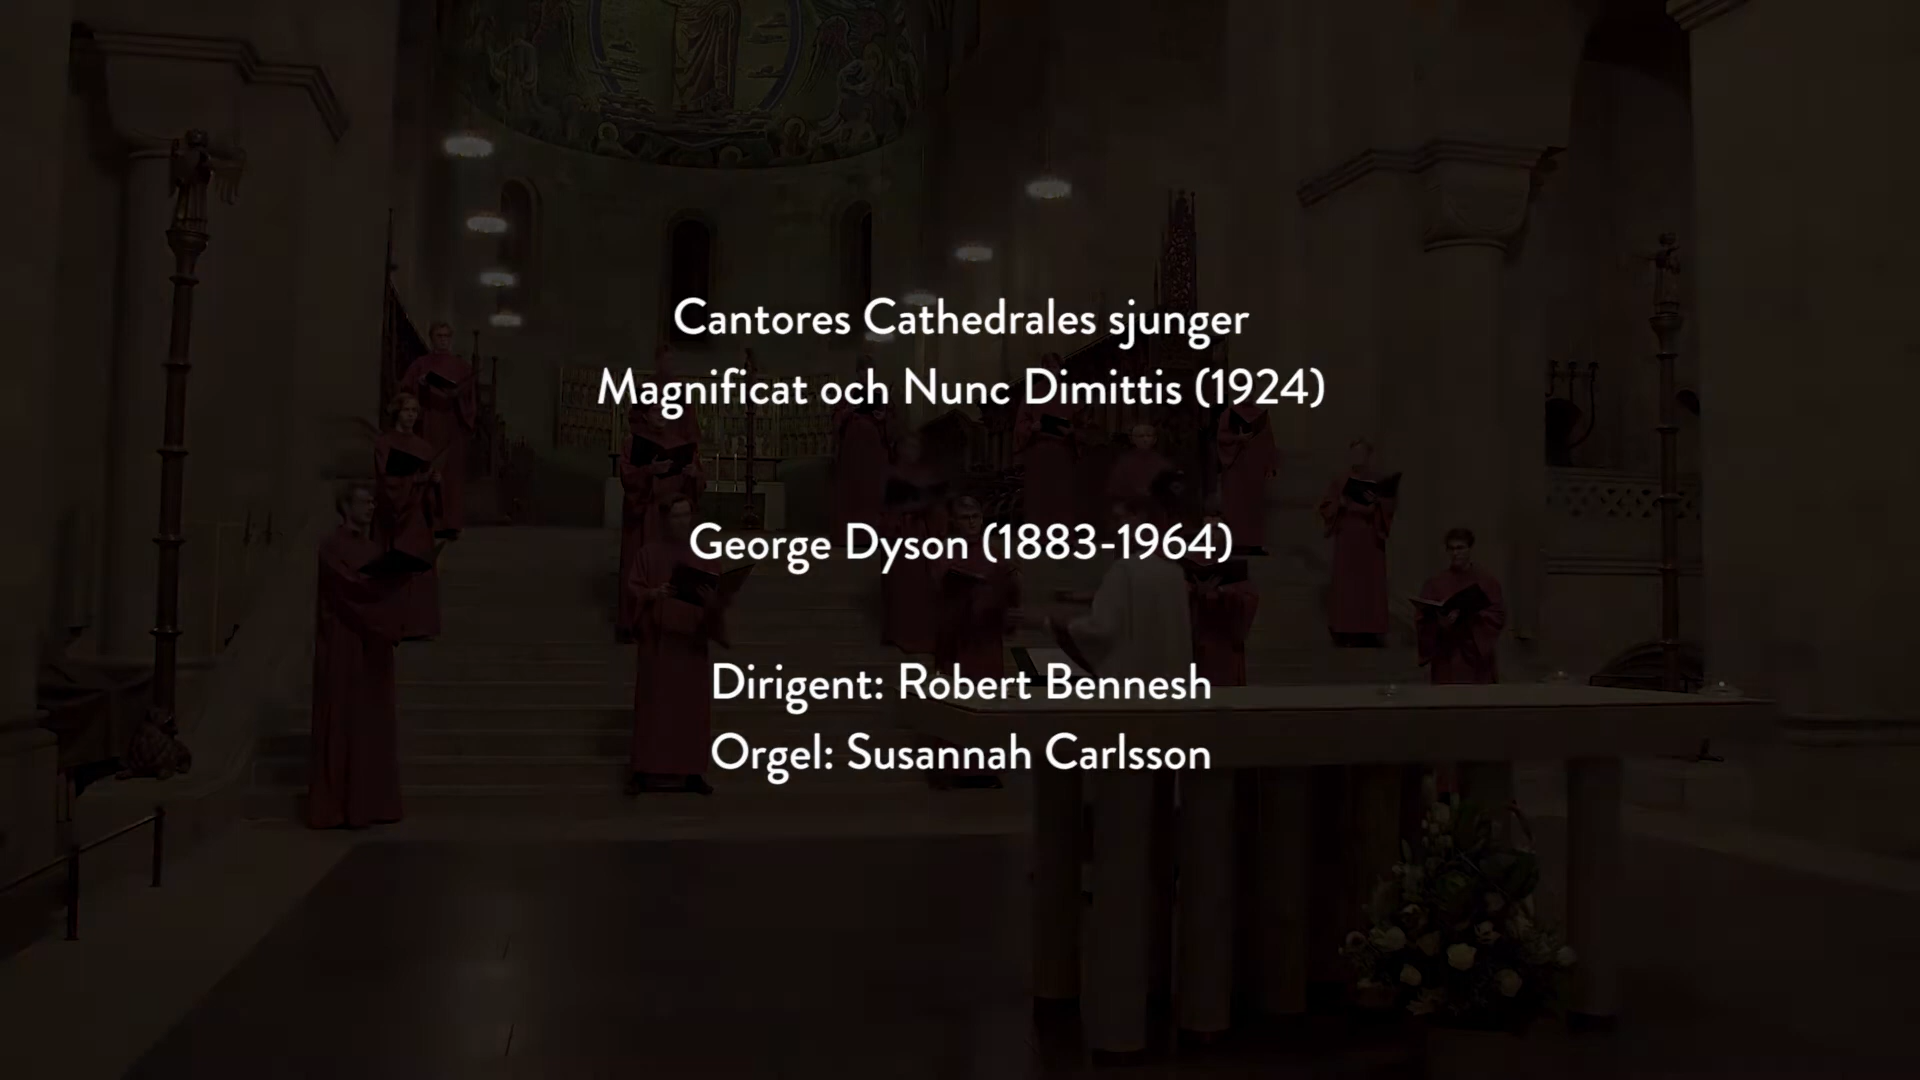 Cantores Cathedrales sjunger
Magnificat och Nunc Dimittis (1924)
George Dyson (1883-1964)
Dirigent: Robert Bennesh
Orgel: Susannah Carlsson